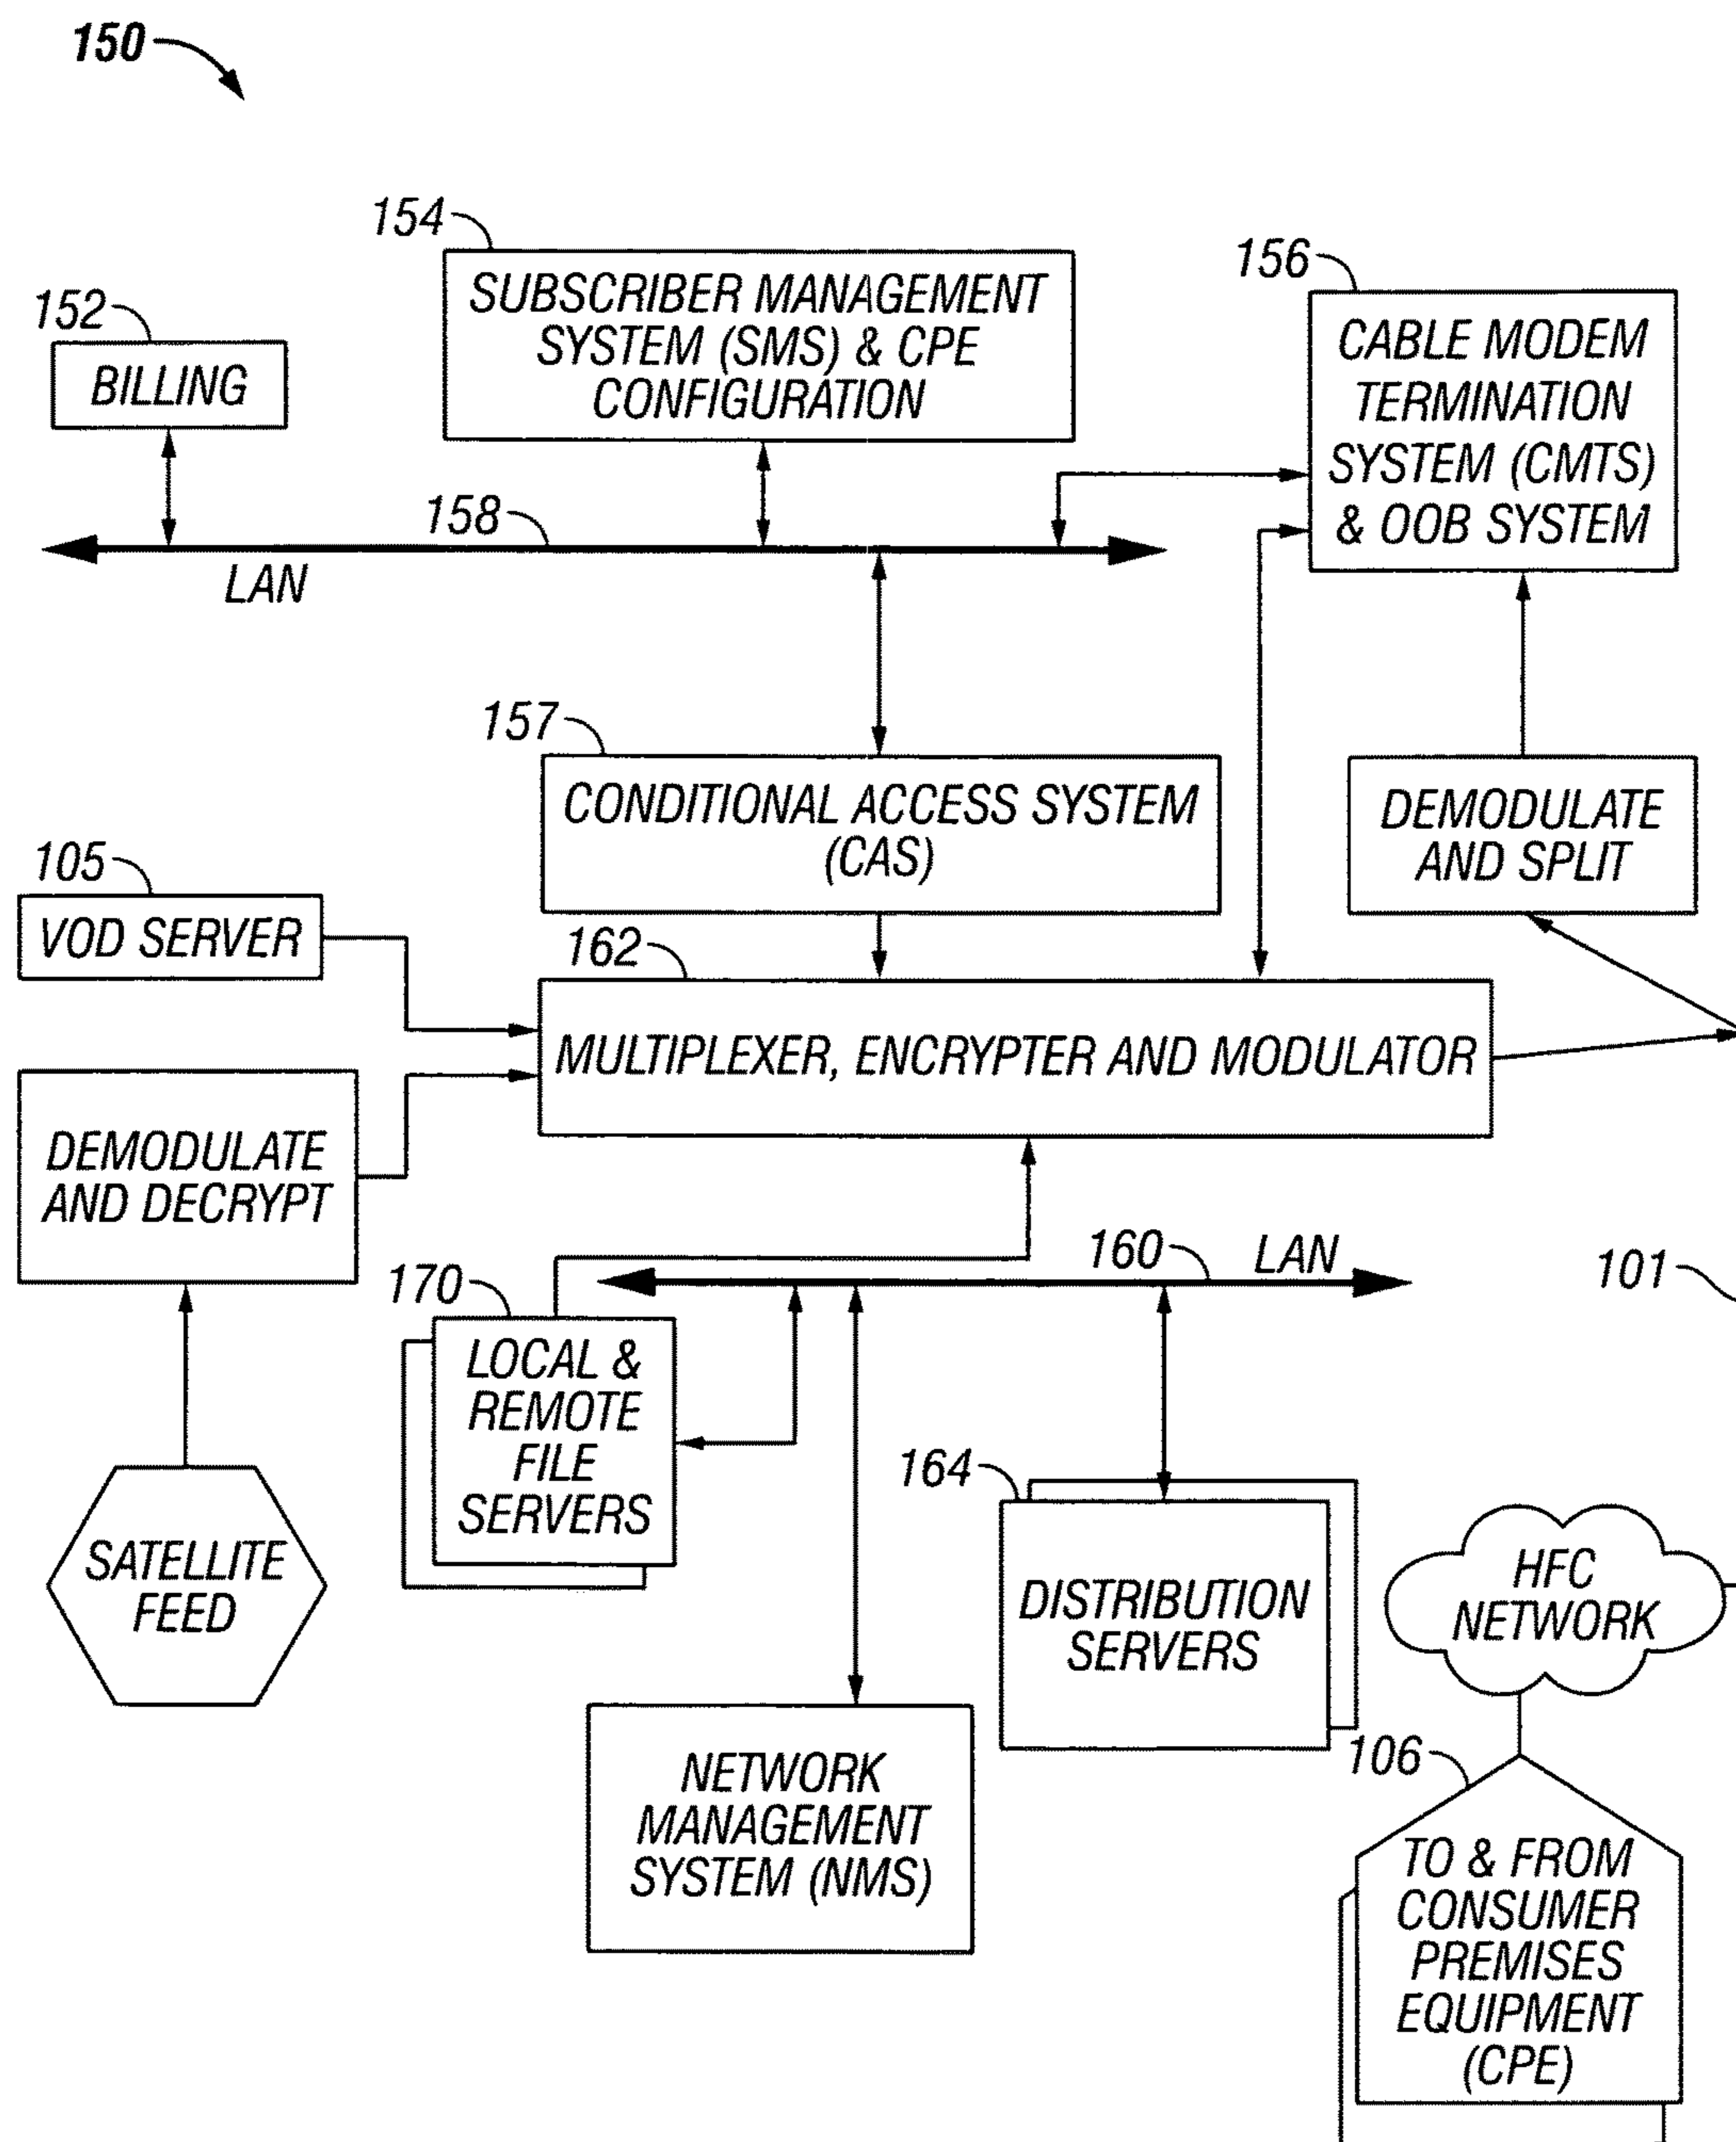 150
154
SUBSCRIBER MANAGEMENT
SYSTEM (SMS) & CPE
CONFIGURATION
156
CABLE MODEM
TERMINATION
SYSTEM (CMTS)
& OOB SYSTEM
152
BILLING
158
LAN
157
CONDITIONAL ACCESS SYSTEM
(CAS)
DEMODULATE
AND SPLIT
105
VOD SERVER
162
MULTIPLEXER, ENCRYPTER AND MODULATOR
DEMODULATE
AND DECRYPT
160
LAN
101
170
LOCAL &
REMOTE
FILE
SERVERS
164
DISTRIBUTION
SERVERS
SATELLITE
FEED
HFC
NETWORK
NETWORK
MANAGEMENT
SYSTEM (NMS)
106
TO & FROM
CONSUMER
PREMISES
EQUIPMENT
(CPE)